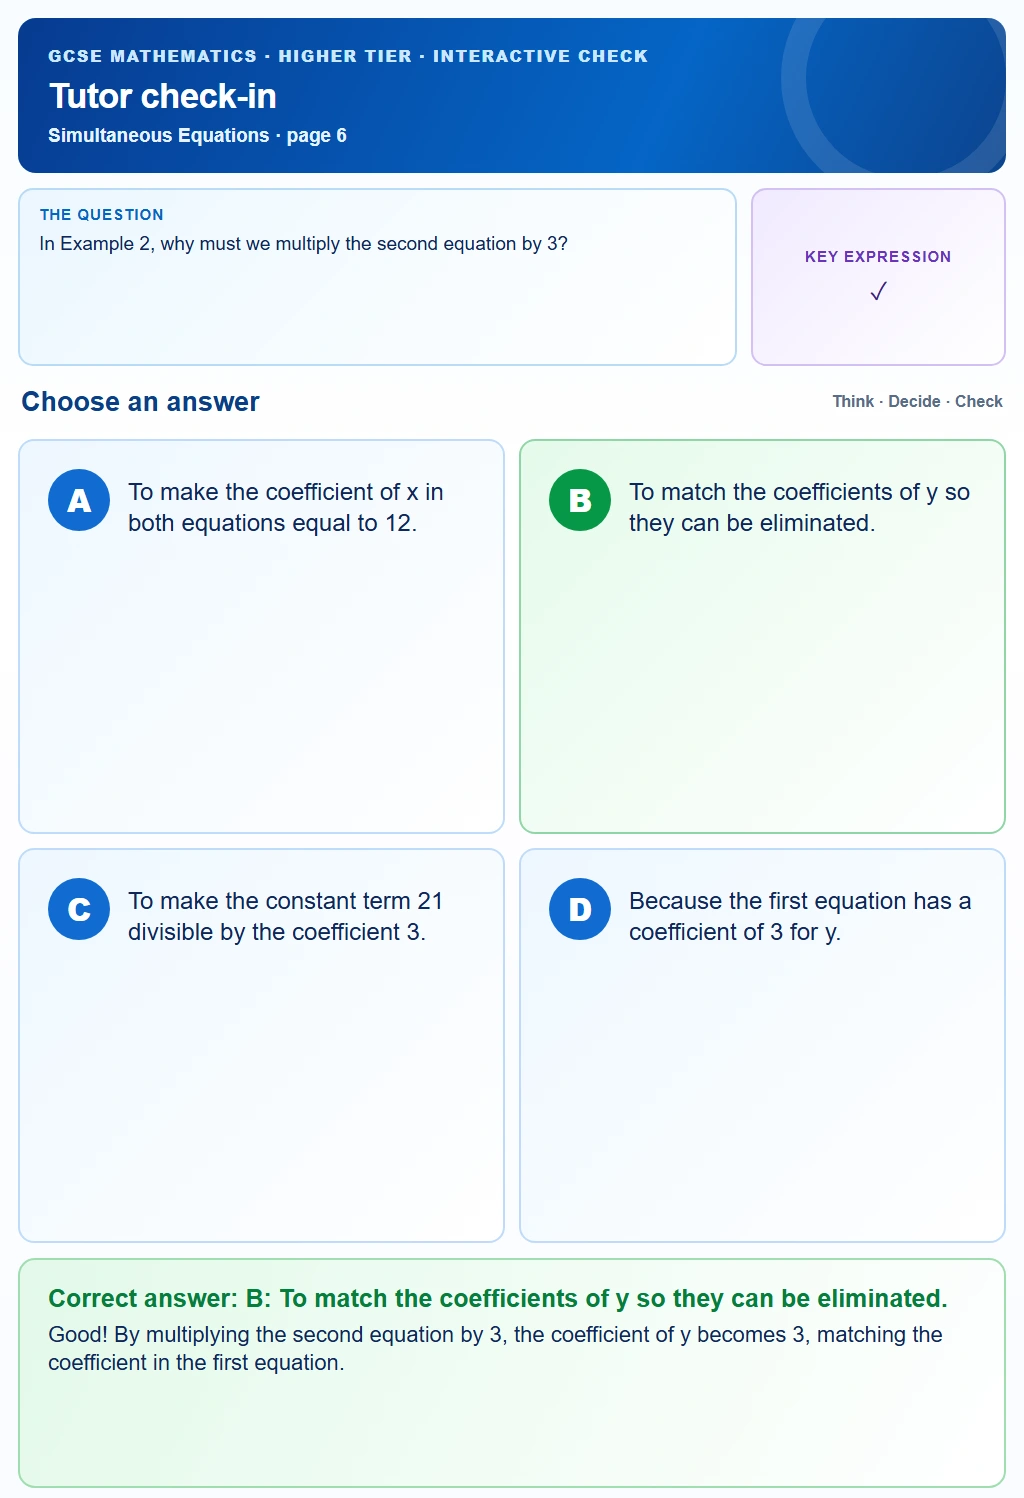 GCSE MATHEMATICS · HIGHER TIER · INTERACTIVE CHECK
Tutor check-in
Simultaneous Equations · page 6
THE QUESTION
In Example 2, why must we multiply the second equation by 3?
KEY EXPRESSION
✓
Choose an answer
Think · Decide · Check
A
To make the coefficient of x in
both equations equal to 12.
B
To match the coefficients of y so
they can be eliminated.
C
To make the constant term 21
divisible by the coefficient 3.
D
Because the first equation has a
coefficient of 3 for y.
Correct answer: B: To match the coefficients of y so they can be eliminated.
Good! By multiplying the second equation by 3, the coefficient of y becomes 3, matching the
coefficient in the first equation.